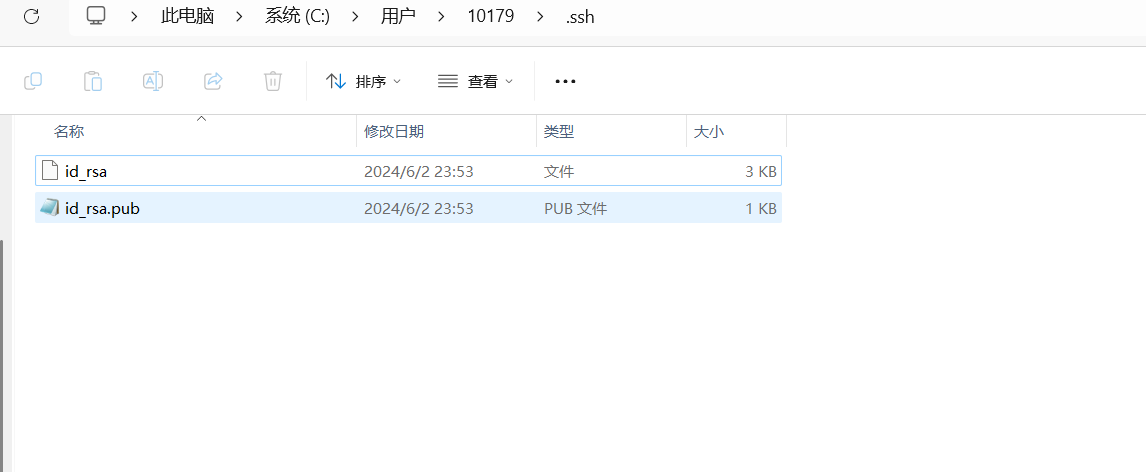 此电脑 系统 (C:) 用户 10179 .ssh
排序 查看
名称 修改日期 类型 大小
id_rsa 2024/6/2 23:53 文件 3 KB
id_rsa.pub 2024/6/2 23:53 PUB 文件 1 KB